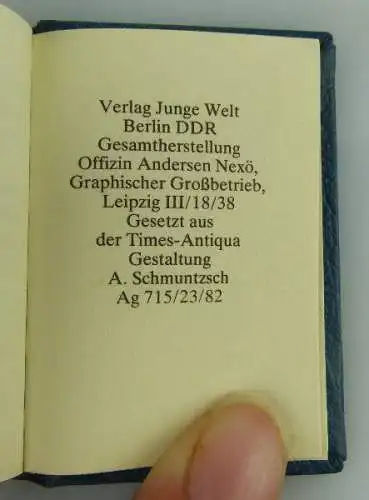 Verlag Junge Welt
Berlin DDR
Gesamtherstellung
Offizin Andersen Nexö,
Graphischer Großbetrieb,
Leipzig III/18/38
Gesetzt aus
der Times-Antiqua
Gestaltung
A. Schmuntzsch
Ag 715/23/82